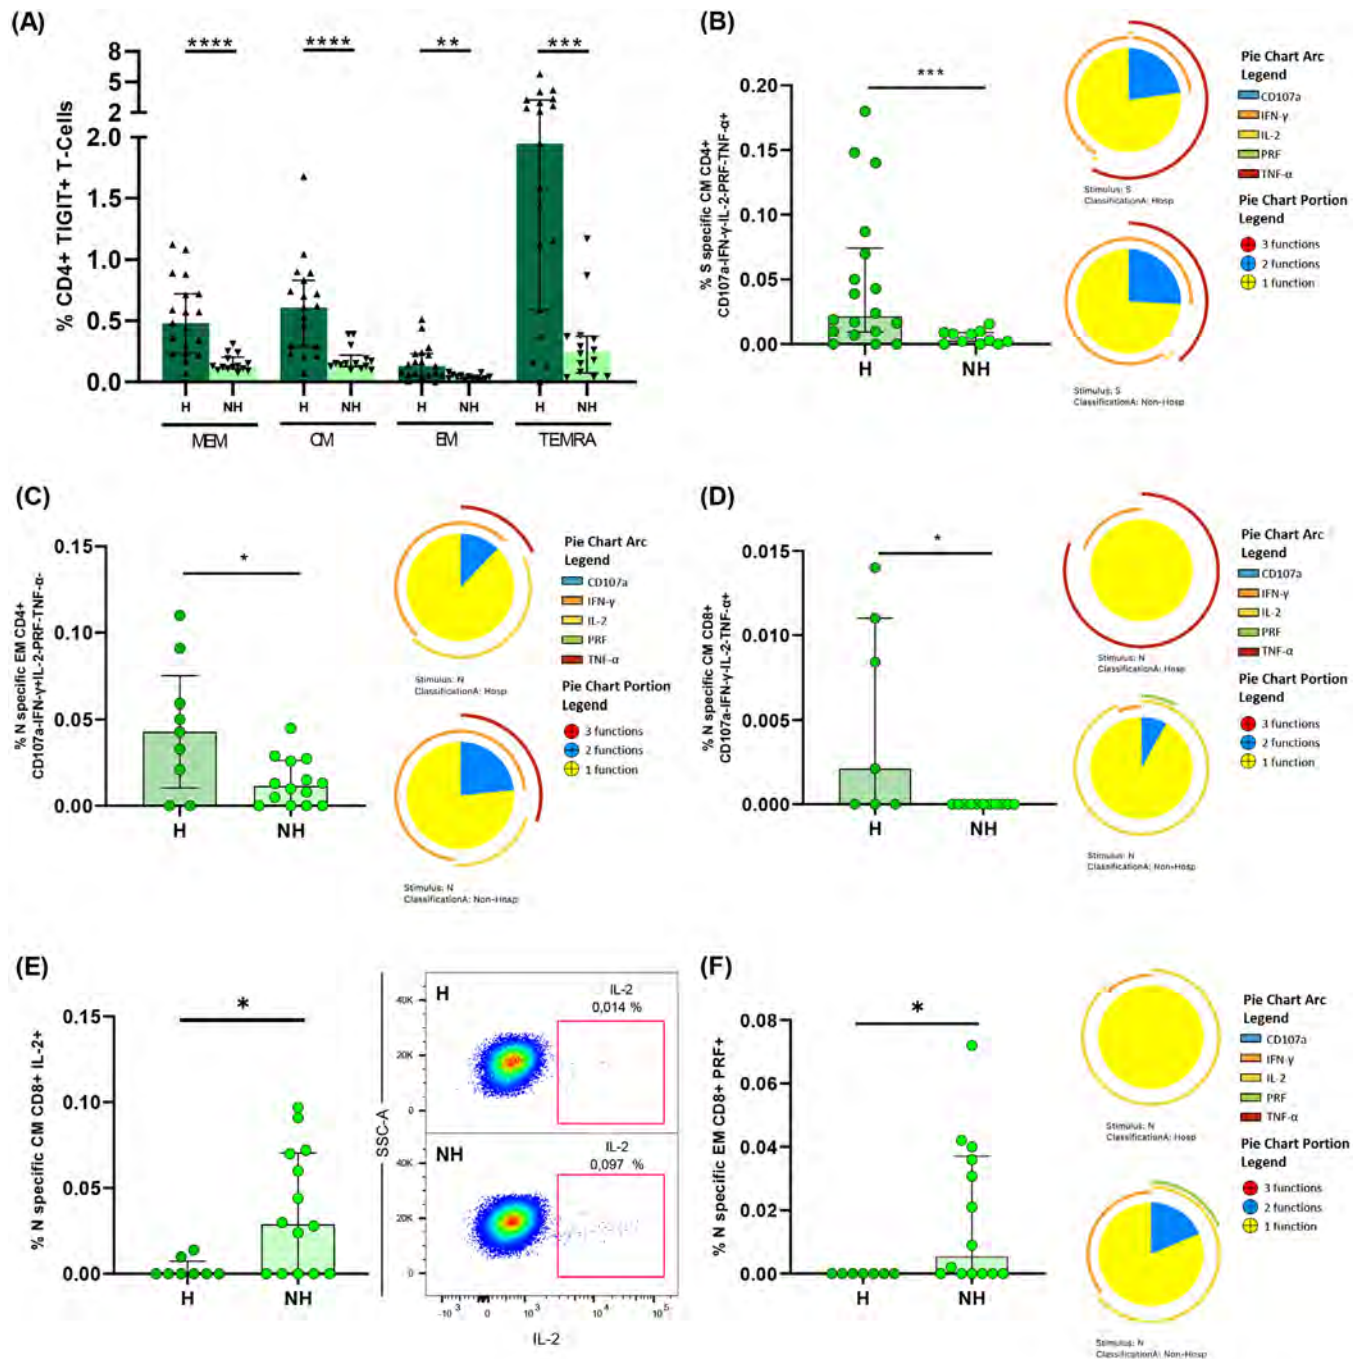 (A)
**** **** ** ***
8
5
2
2.0
1.5
1.0
0.5
0.0
% CD4+ TIGIT+ T-Cells
H NH H NH H NH H NH
MEM CM EM TEMRA
(B)
***
0.20
0.15
0.10
0.05
0.00
% S specific CM CD4+
CD107a-IFN-γ-IL-2-PRF-TNF-α+
H NH
Stimulus: S
ClassificationA: Hosp
Stimulus: S
ClassificationA: Non-Hosp
Pie Chart Arc
Legend
CD107a
IFN-γ
IL-2
PRF
TNF-α
Pie Chart Portion
Legend
3 functions
2 functions
1 function
(C)
*
0.15
0.10
0.05
0.00
% N specific EM CD4+
CD107a-IFN-γ+IL-2-PRF-TNF-α-
H NH
Stimulus: N
ClassificationA: Hosp
Stimulus: N
ClassificationA: Non-Hosp
Pie Chart Arc
Legend
CD107a
IFN-γ
IL-2
PRF
TNF-α
Pie Chart Portion
Legend
3 functions
2 functions
1 function
(D)
*
0.015
0.010
0.005
0.000
% N specific CM CD8+
CD107a-IFN-γ-IL-2-TNF-α+
H NH
Stimulus: N
ClassificationA: Hosp
Stimulus: N
ClassificationA: Non-Hosp
Pie Chart Arc
Legend
CD107a
IFN-γ
IL-2
PRF
TNF-α
Pie Chart Portion
Legend
3 functions
2 functions
1 function
(E)
*
0.15
0.10
0.05
0.00
% N specific CM CD8+ IL-2+
H NH
H
IL-2
0,014 %
40K
20K
0
NH
IL-2
0,097 %
40K
20K
0
SSC-A
-10 3 0 10 3 10 4 10 5
IL-2
(F)
*
0.08
0.06
0.04
0.02
0.00
% N specific EM CD8+ PRF+
H NH
Stimulus: N
ClassificationA: Hosp
Stimulus: N
ClassificationA: Non-Hosp
Pie Chart Arc
Legend
CD107a
IFN-γ
IL-2
PRF
TNF-α
Pie Chart Portion
Legend
3 functions
2 functions
1 function